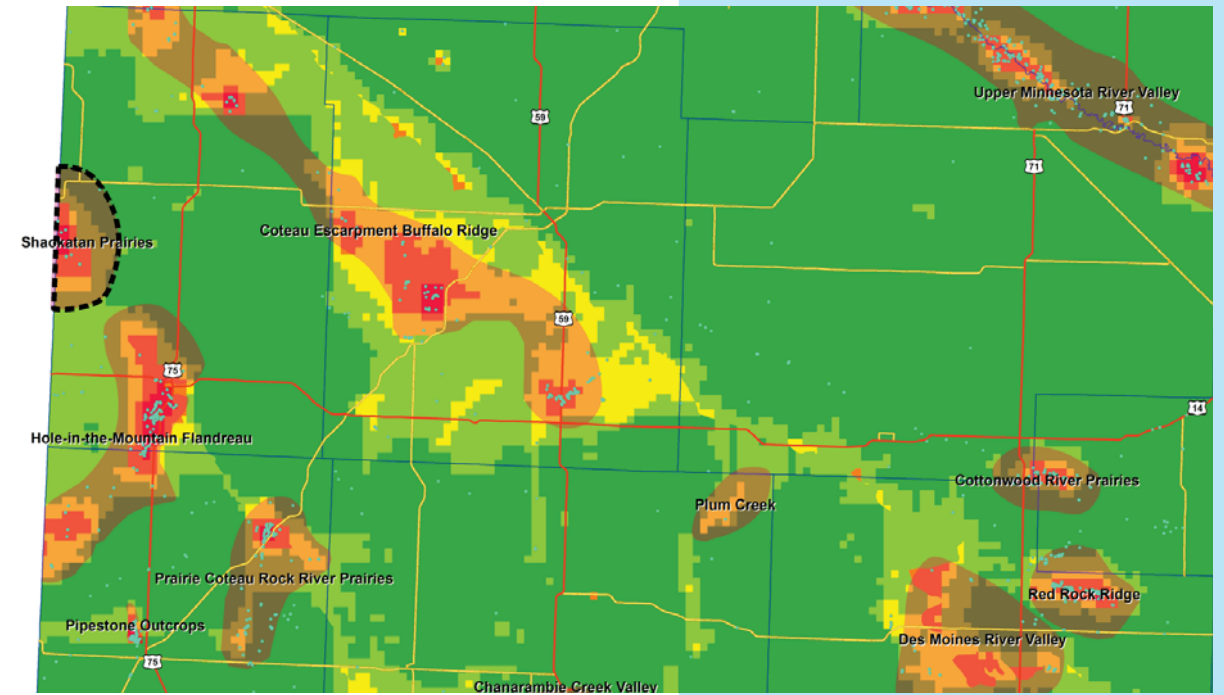 Upper Minnesota River Valley
71
59
71
Coteau Escarpment Buffalo Ridge
Shaokatan Prairies
59
75
14
Hole-in-the-Mountain Flandreau
Cottonwood River Prairies
Plum Creek
Prairie Coteau Rock River Prairies
Red Rock Ridge
Pipestone Outcrops
Des Moines River Valley
75
Chanarambie Creek Valley